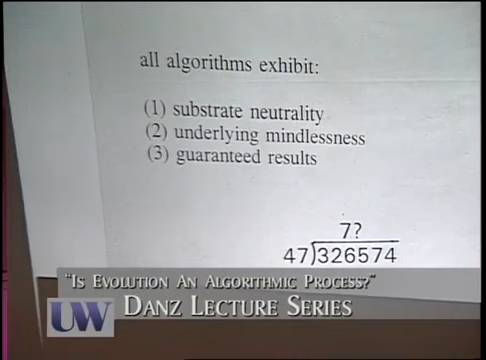 all algorithms exhibit:
(1) substrate neutrality
(2) underlying mindlessness
(3) guaranteed results
7?
47)326574
"Is Evolution An Algorithmic Process?"
UW Danz Lecture Series